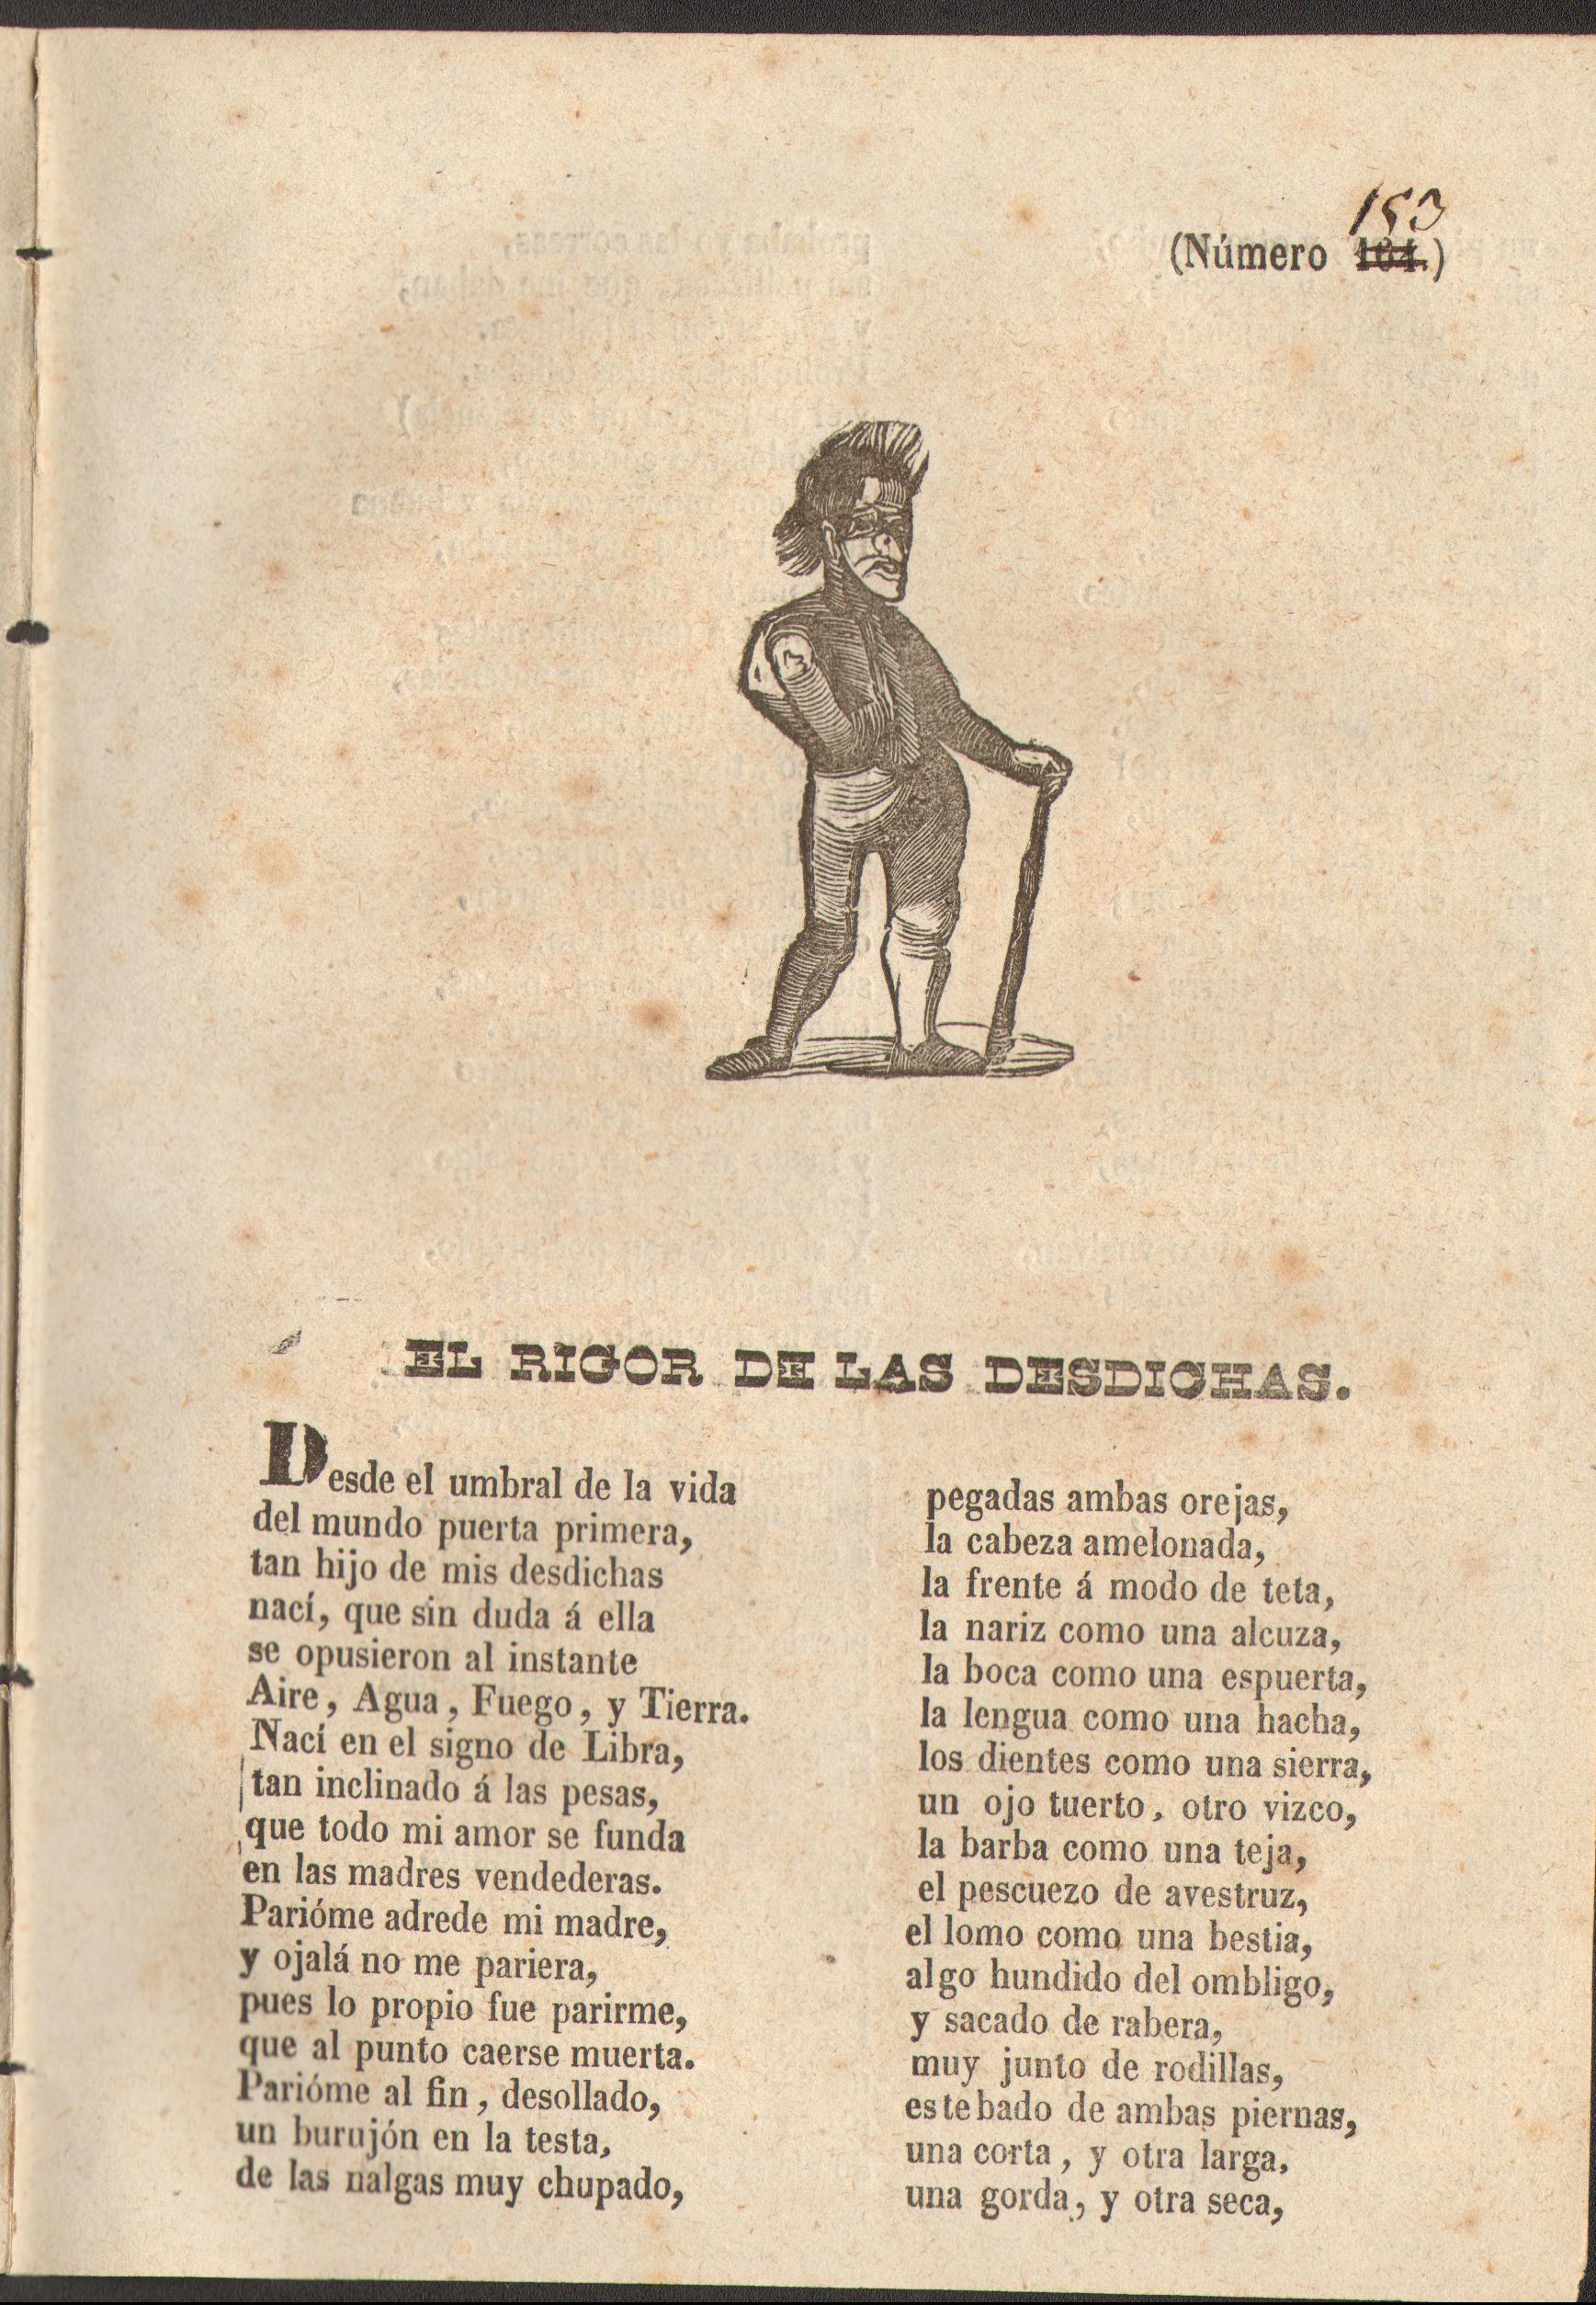 153
(Número 164.)
EL RIGOR DE LAS DESDICHAS.
Desde el umbral de la vida
del mundo puerta primera,
tan hijo de mis desdichas
nací, que sin duda á ella
se opusieron al instante
Aire, Agua, Fuego, y Tierra.
Nací en el signo de Libra,
tan inclinado á las pesas,
que todo mi amor se funda
en las madres vendederas.
Parióme adrede mi madre,
y ojalá no me pariera,
pues lo propio fue parirme,
que al punto caerse muerta.
Parióme al fin, desollado,
un burujón en la testa,
de las nalgas muy chupado,
pegadas ambas orejas,
la cabeza amelonada,
la frente á modo de teta,
la nariz como una alcuza,
la boca como una espuerta,
la lengua como una hacha,
los dientes como una sierra,
un ojo tuerto, otro vizco,
la barba como una teja,
el pescuezo de avestruz,
el lomo como una bestia,
algo hundido del ombligo,
y sacado de rabera,
muy junto de rodillas,
estebado de ambas piernas,
una corta, y otra larga,
una gorda, y otra seca,